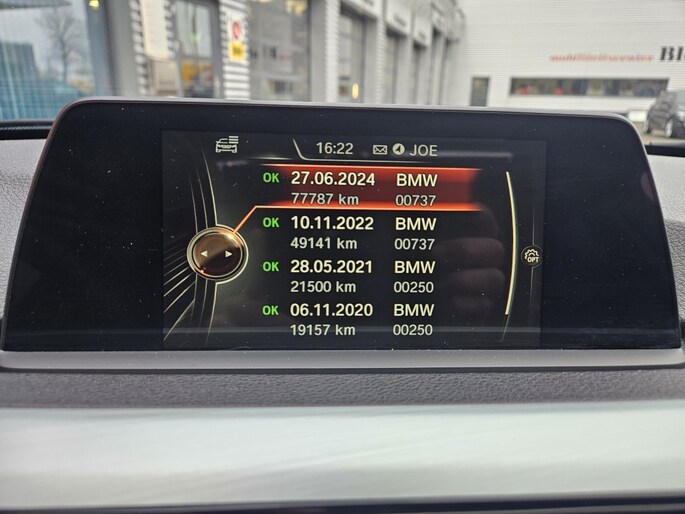 mobiliteitscenter
16:22 JOE
OK 27.06.2024 BMW
77787 km 00737
OK 10.11.2022 BMW
49141 km 00737
OK 28.05.2021 BMW
21500 km 00250
OK 06.11.2020 BMW
19157 km 00250
OPT